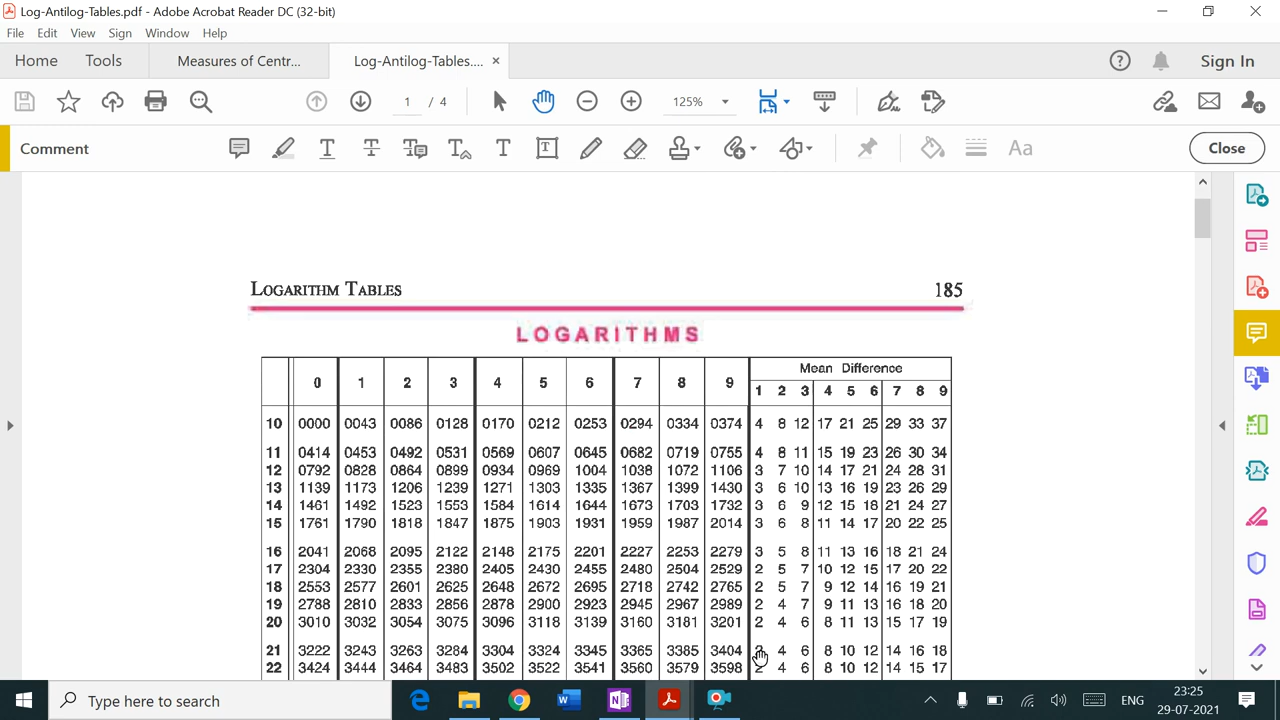 Log-Antilog-Tables.pdf - Adobe Acrobat Reader DC (32-bit)
File Edit View Sign Window Help
Home Tools Measures of Centr... Log-Antilog-Tables.... × Sign In
1 / 4 125%
Comment Close
LOGARITHM TABLES 185
LOGARITHMS
Mean Difference
0 1 2 3 4 5 6 7 8 9 1 2 3 4 5 6 7 8 9
10 0000 0043 0086 0128 0170 0212 0253 0294 0334 0374 4 8 12 17 21 25 29 33 37
11 0414 0453 0492 0531 0569 0607 0645 0682 0719 0755 4 8 11 15 19 23 26 30 34
12 0792 0828 0864 0899 0934 0969 1004 1038 1072 1106 3 7 10 14 17 21 24 28 31
13 1139 1173 1206 1239 1271 1303 1335 1367 1399 1430 3 6 10 13 16 19 23 26 29
14 1461 1492 1523 1553 1584 1614 1644 1673 1703 1732 3 6 9 12 15 18 21 24 27
15 1761 1790 1818 1847 1875 1903 1931 1959 1987 2014 3 6 8 11 14 17 20 22 25
16 2041 2068 2095 2122 2148 2175 2201 2227 2253 2279 3 5 8 11 13 16 18 21 24
17 2304 2330 2355 2380 2405 2430 2455 2480 2504 2529 2 5 7 10 12 15 17 20 22
18 2553 2577 2601 2625 2648 2672 2695 2718 2742 2765 2 5 7 9 12 14 16 19 21
19 2788 2810 2833 2856 2878 2900 2923 2945 2967 2989 2 4 7 9 11 13 16 18 20
20 3010 3032 3054 3075 3096 3118 3139 3160 3181 3201 2 4 6 8 11 13 15 17 19
21 3222 3243 3263 3284 3304 3324 3345 3365 3385 3404 4 6 8 10 12 14 16 18
22 3424 3444 3464 3483 3502 3522 3541 3560 3579 3598 4 6 8 10 12 14 15 17
Type here to search ENG 23:25
29-07-2021